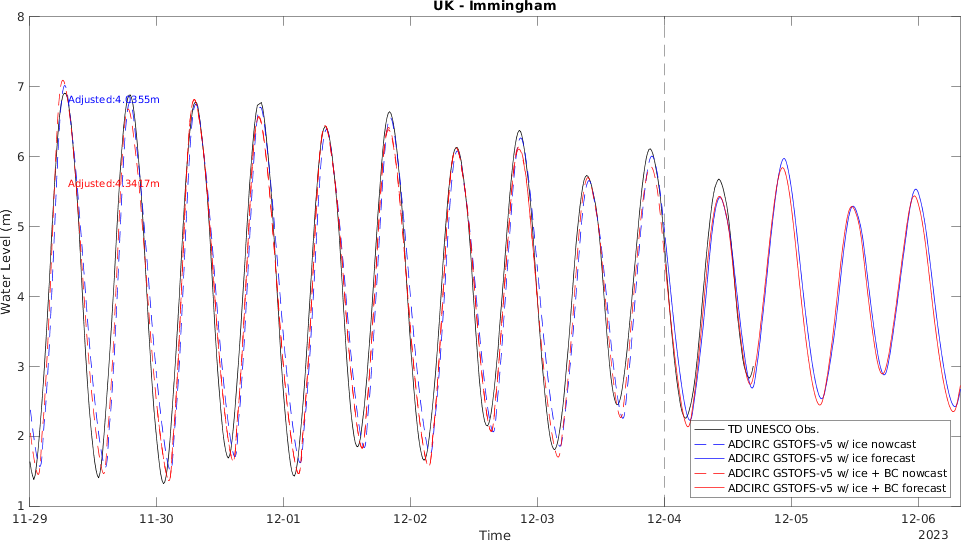 UK - Immingham
8
7
6
5
4
3
2
1
Water Level (m)
Adjusted:4.0355m
Adjusted:4.3417m
TD UNESCO Obs.
ADCIRC GSTOFS-v5 w/ ice nowcast
ADCIRC GSTOFS-v5 w/ ice forecast
ADCIRC GSTOFS-v5 w/ ice + BC nowcast
ADCIRC GSTOFS-v5 w/ ice + BC forecast
11-29 11-30 12-01 12-02 12-03 12-04 12-05 12-06
Time
2023